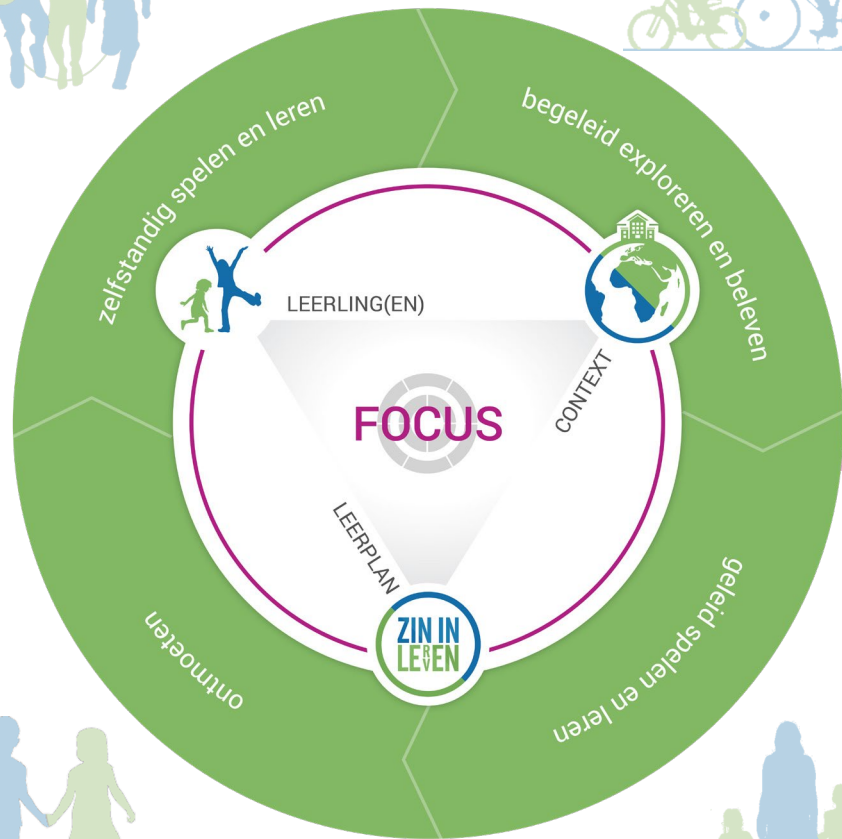 zelfstandig spelen en leren
begeleid exploreren en beleven
LEERLING(EN)
CONTEXT
FOCUS
LEERPLAN
ZIN IN
LERVEN
geleid spelen en leren
ontmoeten